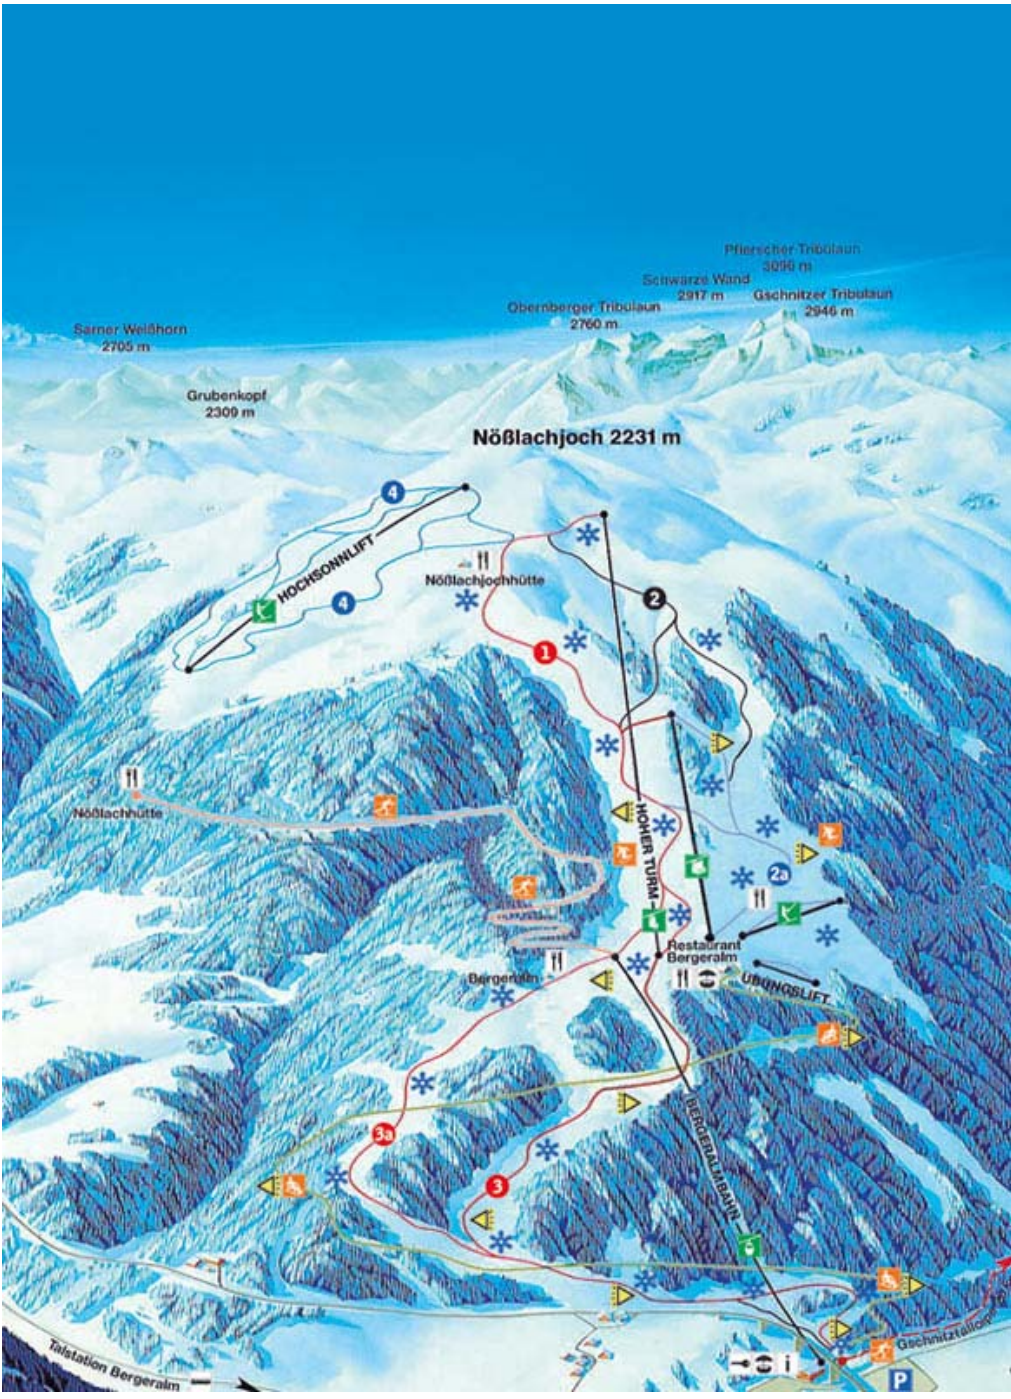 Pflerscher-Tribulaun
3096 m
Schwarze Wand
2917 m
Gschnitzer Tribulaun
2946 m
Obernberger Tribulaun
2760 m
Sarner Weißhorn
2705 m
Grubenkopf
2309 m
Nößlachjoch 2231 m
4
HOCHSONNLIFT
Nößlachjochhütte
4
2
1
Nößlachhütte
HOHER TURM
2a
Restaurant
Bergeralm
Bergeralm
ÜBUNGSLIFT
3a
BERGERALMBAHN
3
i
P
Talstation Bergeralm